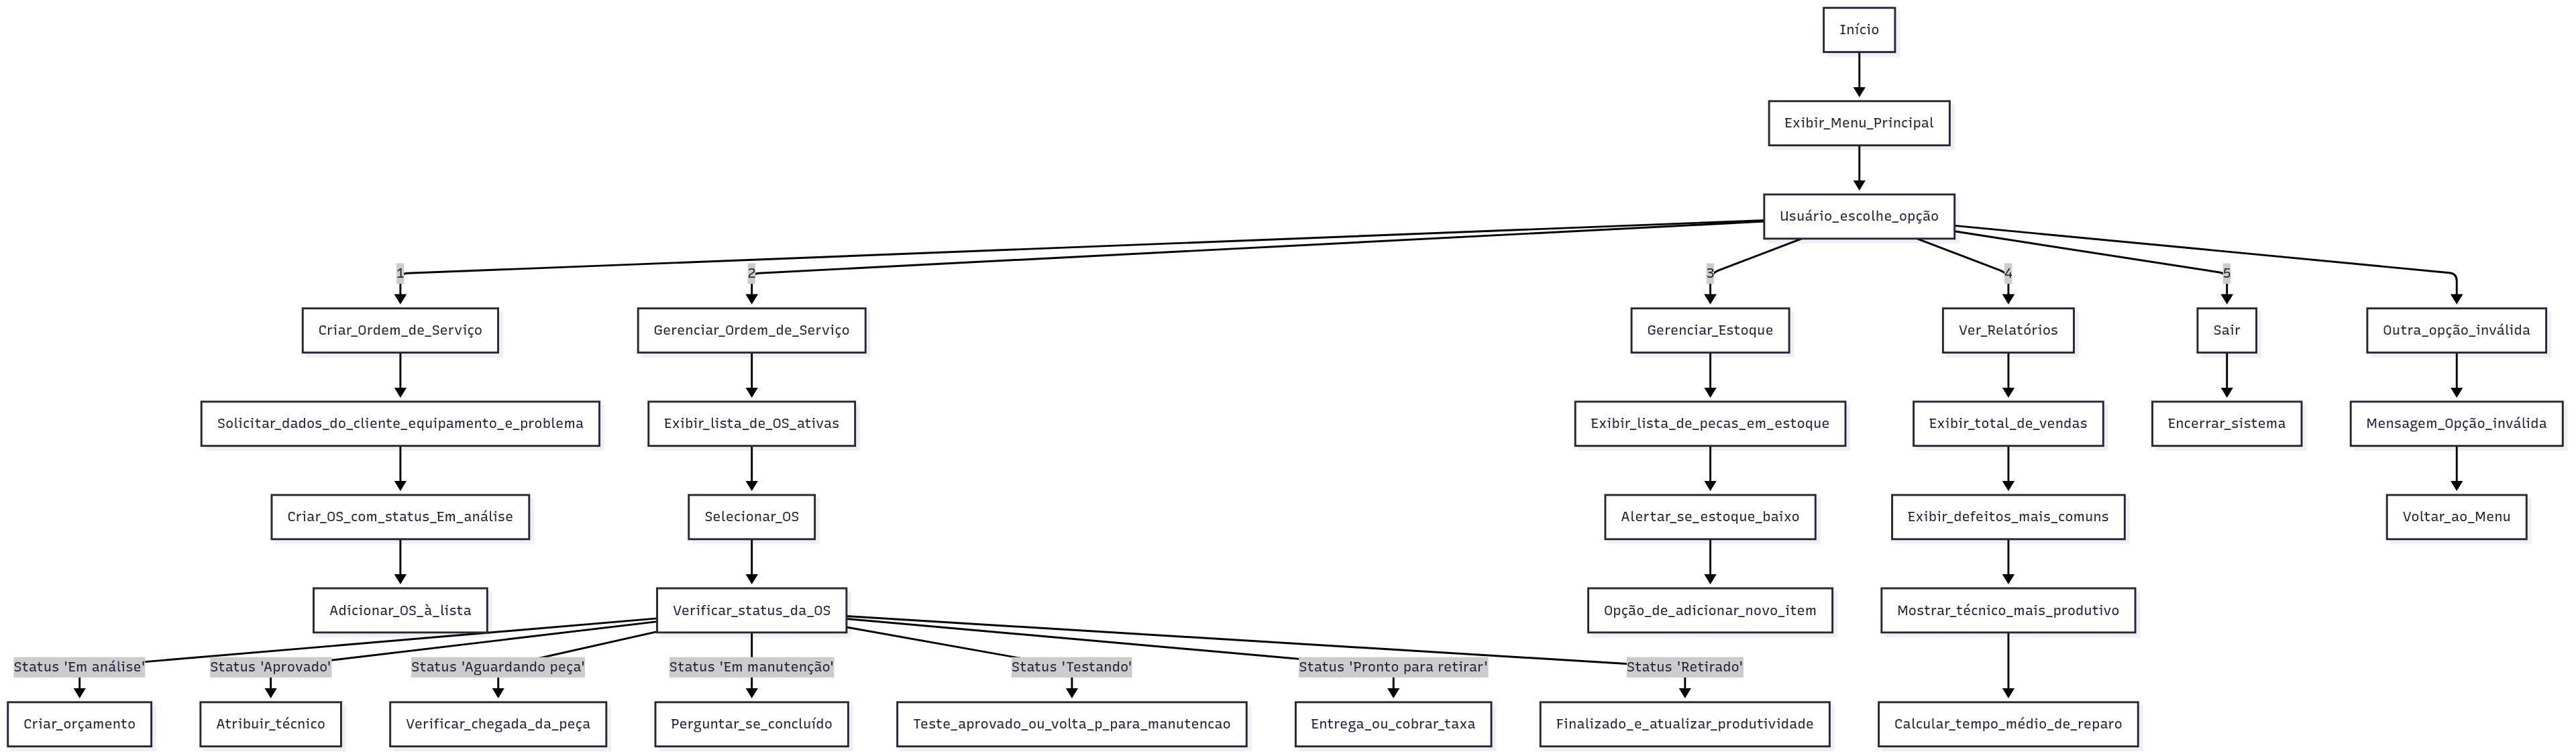 Início
Exibir_Menu_Principal
Usuário_escolhe_opção
1
2
3
4
5
Criar_Ordem_de_Serviço
Gerenciar_Ordem_de_Serviço
Gerenciar_Estoque
Ver_Relatórios
Sair
Outra_opção_inválida
Solicitar_dados_do_cliente_equipamento_e_problema
Exibir_lista_de_OS_ativas
Exibir_lista_de_pecas_em_estoque
Exibir_total_de_vendas
Encerrar_sistema
Mensagem_Opção_inválida
Criar_OS_com_status_Em_análise
Selecionar_OS
Alertar_se_estoque_baixo
Exibir_defeitos_mais_comuns
Voltar_ao_Menu
Adicionar_OS_à_lista
Verificar_status_da_OS
Opção_de_adicionar_novo_item
Mostrar_técnico_mais_produtivo
Status 'Em análise'
Status 'Aprovado'
Status 'Aguardando peça'
Status 'Em manutenção'
Status 'Testando'
Status 'Pronto para retirar'
Status 'Retirado'
Criar_orçamento
Atribuir_técnico
Verificar_chegada_da_peça
Perguntar_se_concluído
Teste_aprovado_ou_volta_p_para_manutencao
Entrega_ou_cobrar_taxa
Finalizado_e_atualizar_produtividade
Calcular_tempo_médio_de_reparo